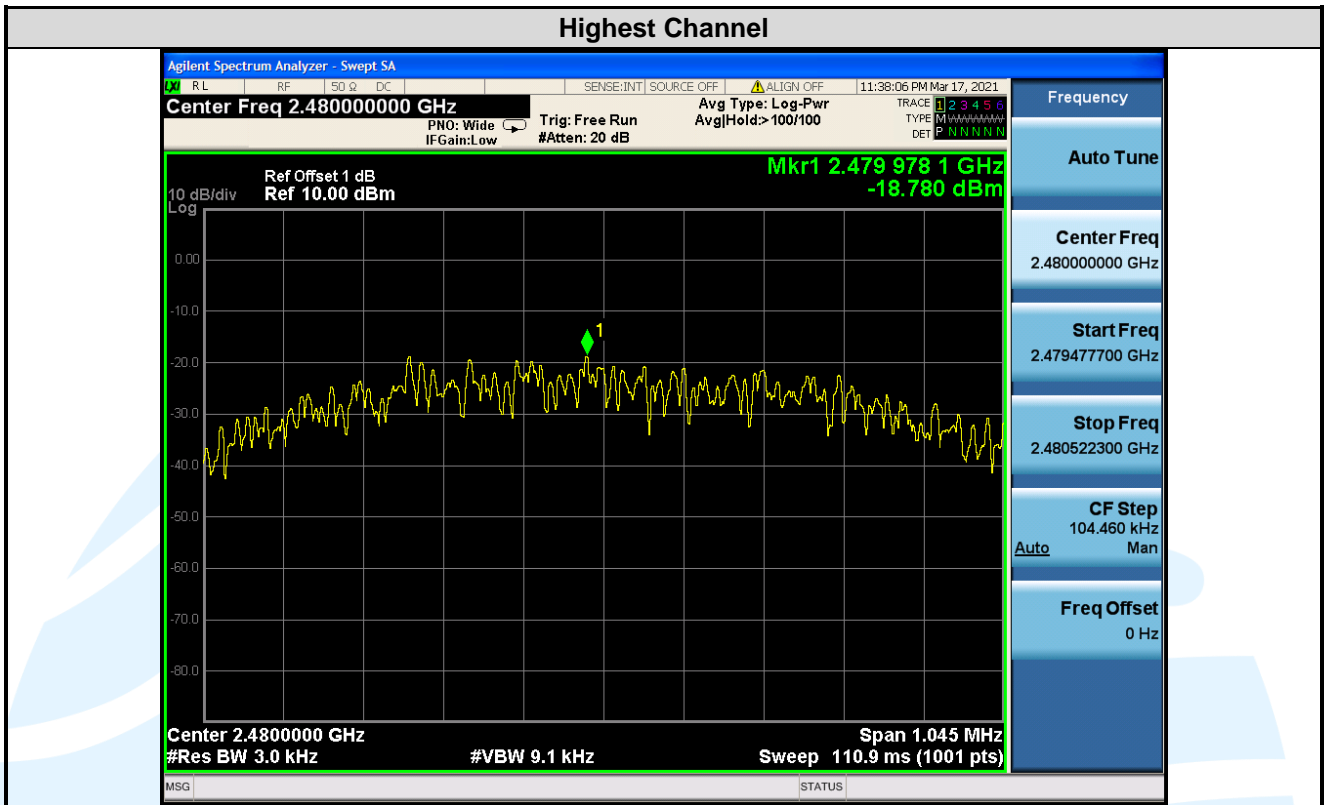 Highest Channel
Agilent Spectrum Analyzer - Swept SA
LXI RL RF 50 Ω DC SENSE:INT SOURCE OFF ALIGN OFF 11:38:06 PM Mar 17, 2021
Center Freq 2.480000000 GHz
PNO: Wide
IFGain:Low
Trig: Free Run
#Atten: 20 dB
Avg Type: Log-Pwr
Avg|Hold:>100/100
TRACE 1 2 3 4 5 6
TYPE M
DET P N N N N N
Frequency
Mkr1 2.479 978 1 GHz
-18.780 dBm
Ref Offset 1 dB
10 dB/div Ref 10.00 dBm
Log
0.00
-10.0
-20.0
-30.0
-40.0
-50.0
-60.0
-70.0
-80.0
1
Center 2.4800000 GHz
Span 1.045 MHz
#Res BW 3.0 kHz
#VBW 9.1 kHz
Sweep 110.9 ms (1001 pts)
MSG
STATUS
Auto Tune
Center Freq
2.480000000 GHz
Start Freq
2.479477700 GHz
Stop Freq
2.480522300 GHz
CF Step
104.460 kHz
Auto Man
Freq Offset
0 Hz